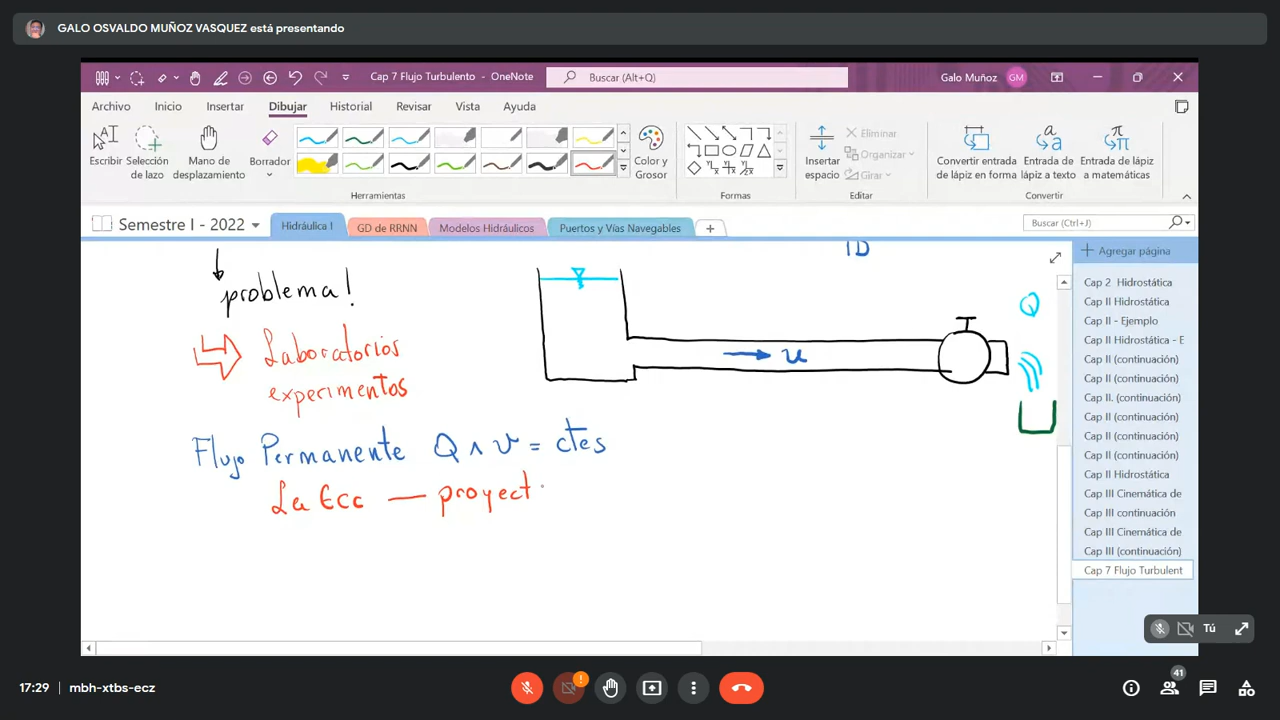 GALO OSVALDO MUÑOZ VASQUEZ está presentando
Cap 7 Flujo Turbulento - OneNote
Buscar (Alt+Q)
Galo Muñoz GM
Archivo Inicio Insertar Dibujar Historial Revisar Vista Ayuda
Escribir
Selección de lazo
Mano de desplazamiento
Borrador
Color y Grosor
Insertar espacio
Eliminar
Organizar
Girar
Convertir entrada de lápiz en forma
Entrada de lápiz a texto
Entrada de lápiz a matemáticas
Herramientas Formas Editar Convertir
Semestre I - 2022
Hidráulica I
GD de RRNN
Modelos Hidráulicos
Puertos y Vías Navegables
Buscar (Ctrl+J)
1D
problema!
Laboratorios
experimentos
Q
u
Flujo Permanente Q ∧ v = ctes
La Ecc — proyect
Agregar página
Cap 2 Hidrostática
Cap II Hidrostática
Cap II - Ejemplo
Cap II Hidrostática - E
Cap II (continuación)
Cap II (continuación)
Cap II. (continuación)
Cap II (continuación)
Cap II (continuación)
Cap II (continuación)
Cap II Hidrostática
Cap III Cinemática de
Cap III continuación
Cap III Cinemática de
Cap III (continuación)
Cap 7 Flujo Turbulent
Tú
17:29 mbh-xtbs-ecz
41